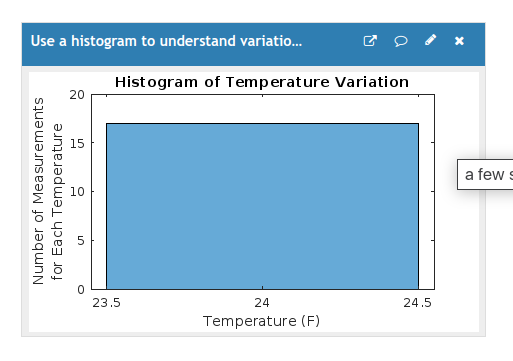 Use a histogram to understand variatio...
Histogram of Temperature Variation
Number of Measurements
for Each Temperature
20
15
10
5
0
23.5 24 24.5
Temperature (F)
a few